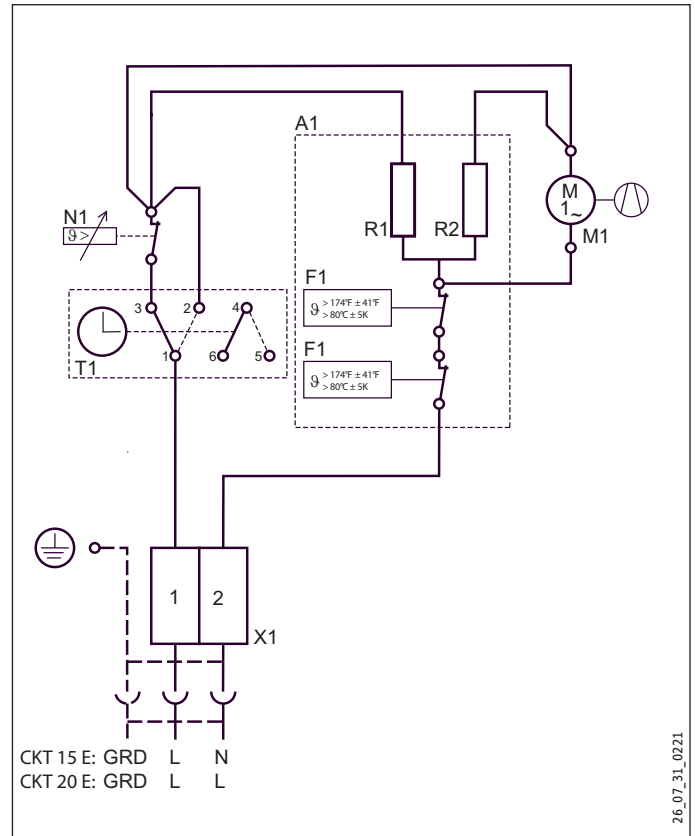 A1
N1
ϑ>
R1
R2
M
1~
M1
F1
ϑ
> 174°F ± 41°F
> 80°C ± 5K
3
2
4
1
6
5
T1
F1
ϑ
> 174°F ± 41°F
> 80°C ± 5K
1
2
X1
CKT 15 E: GRD L N
CKT 20 E: GRD L L
26_07_31_0221